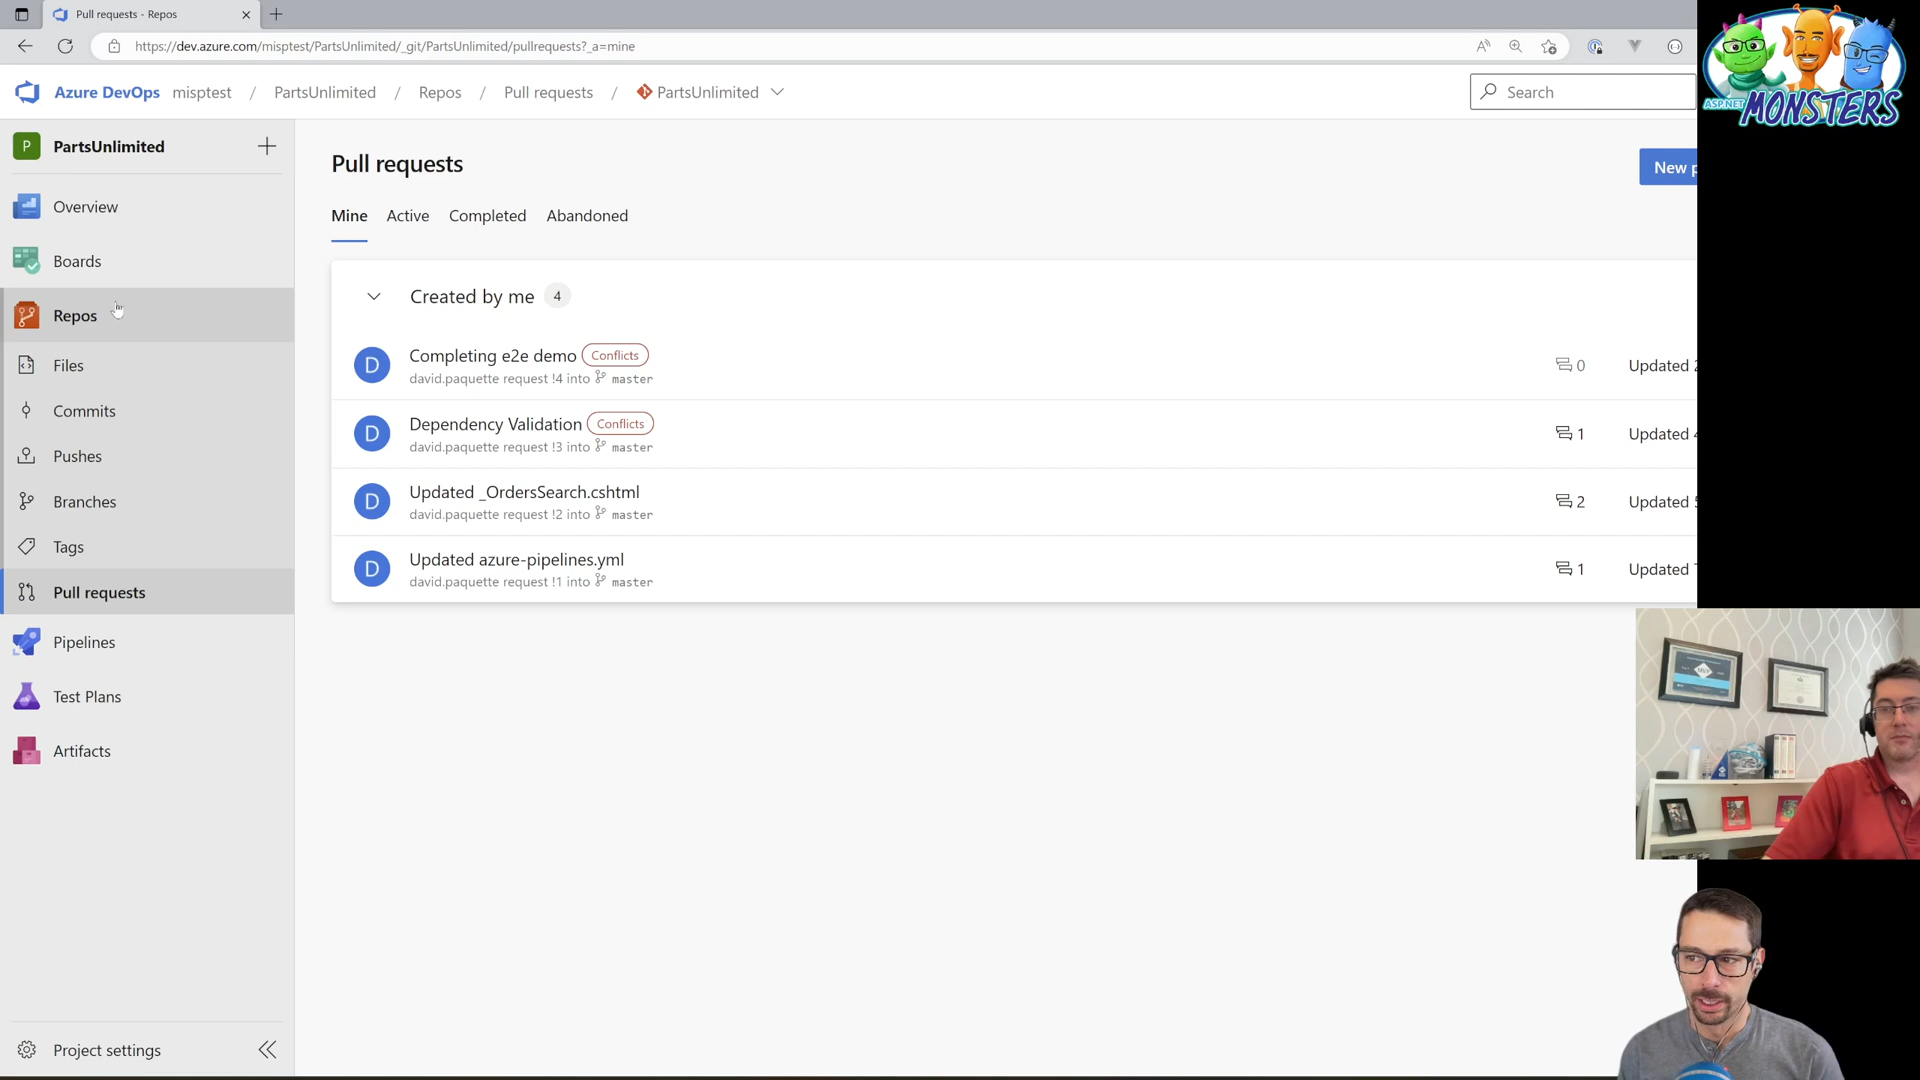 Pull requests - Repos
https://dev.azure.com/misptest/PartsUnlimited/_git/PartsUnlimited/pullrequests?_a=mine
Azure DevOps misptest / PartsUnlimited / Repos / Pull requests / PartsUnlimited
Search
ASP.NET
MONSTERS
P PartsUnlimited
Overview
Boards
Repos
Files
Commits
Pushes
Branches
Tags
Pull requests
Pipelines
Test Plans
Artifacts
Project settings
Pull requests
New p
Mine Active Completed Abandoned
Created by me 4
D Completing e2e demo Conflicts
david.paquette request !4 into master
0 Updated 2
D Dependency Validation Conflicts
david.paquette request !3 into master
1 Updated 4
D Updated _OrdersSearch.cshtml
david.paquette request !2 into master
2 Updated
D Updated azure-pipelines.yml
david.paquette request !1 into master
1 Updated